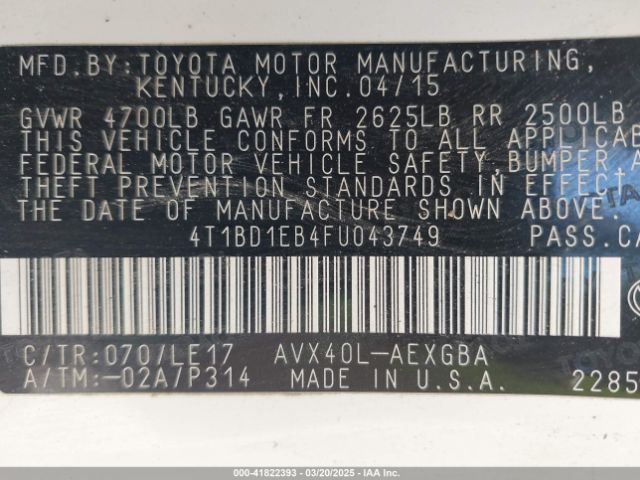 MFD.BY:TOYOTA MOTOR MANUFACTURING,
KENTUCKY,INC.04/15
GVWR 4700LB GAWR FR 2625LB RR 2500LB
THIS VEHICLE CONFORMS TO ALL APPLICABLE
FEDERAL MOTOR VEHICLE SAFETY,BUMPER,
THEFT PREVENTION STANDARDS IN EFFECT
THE DATE OF MANUFACTURE SHOWN ABOVE.
4T1BD1EB4FU043749 PASS.CA
C/TR:070/LE17 AVX40L-AEXGBA
A/TM:-02A/P314 MADE IN U.S.A. 2285
000-41822393 - 03/20/2025 - IAA Inc.